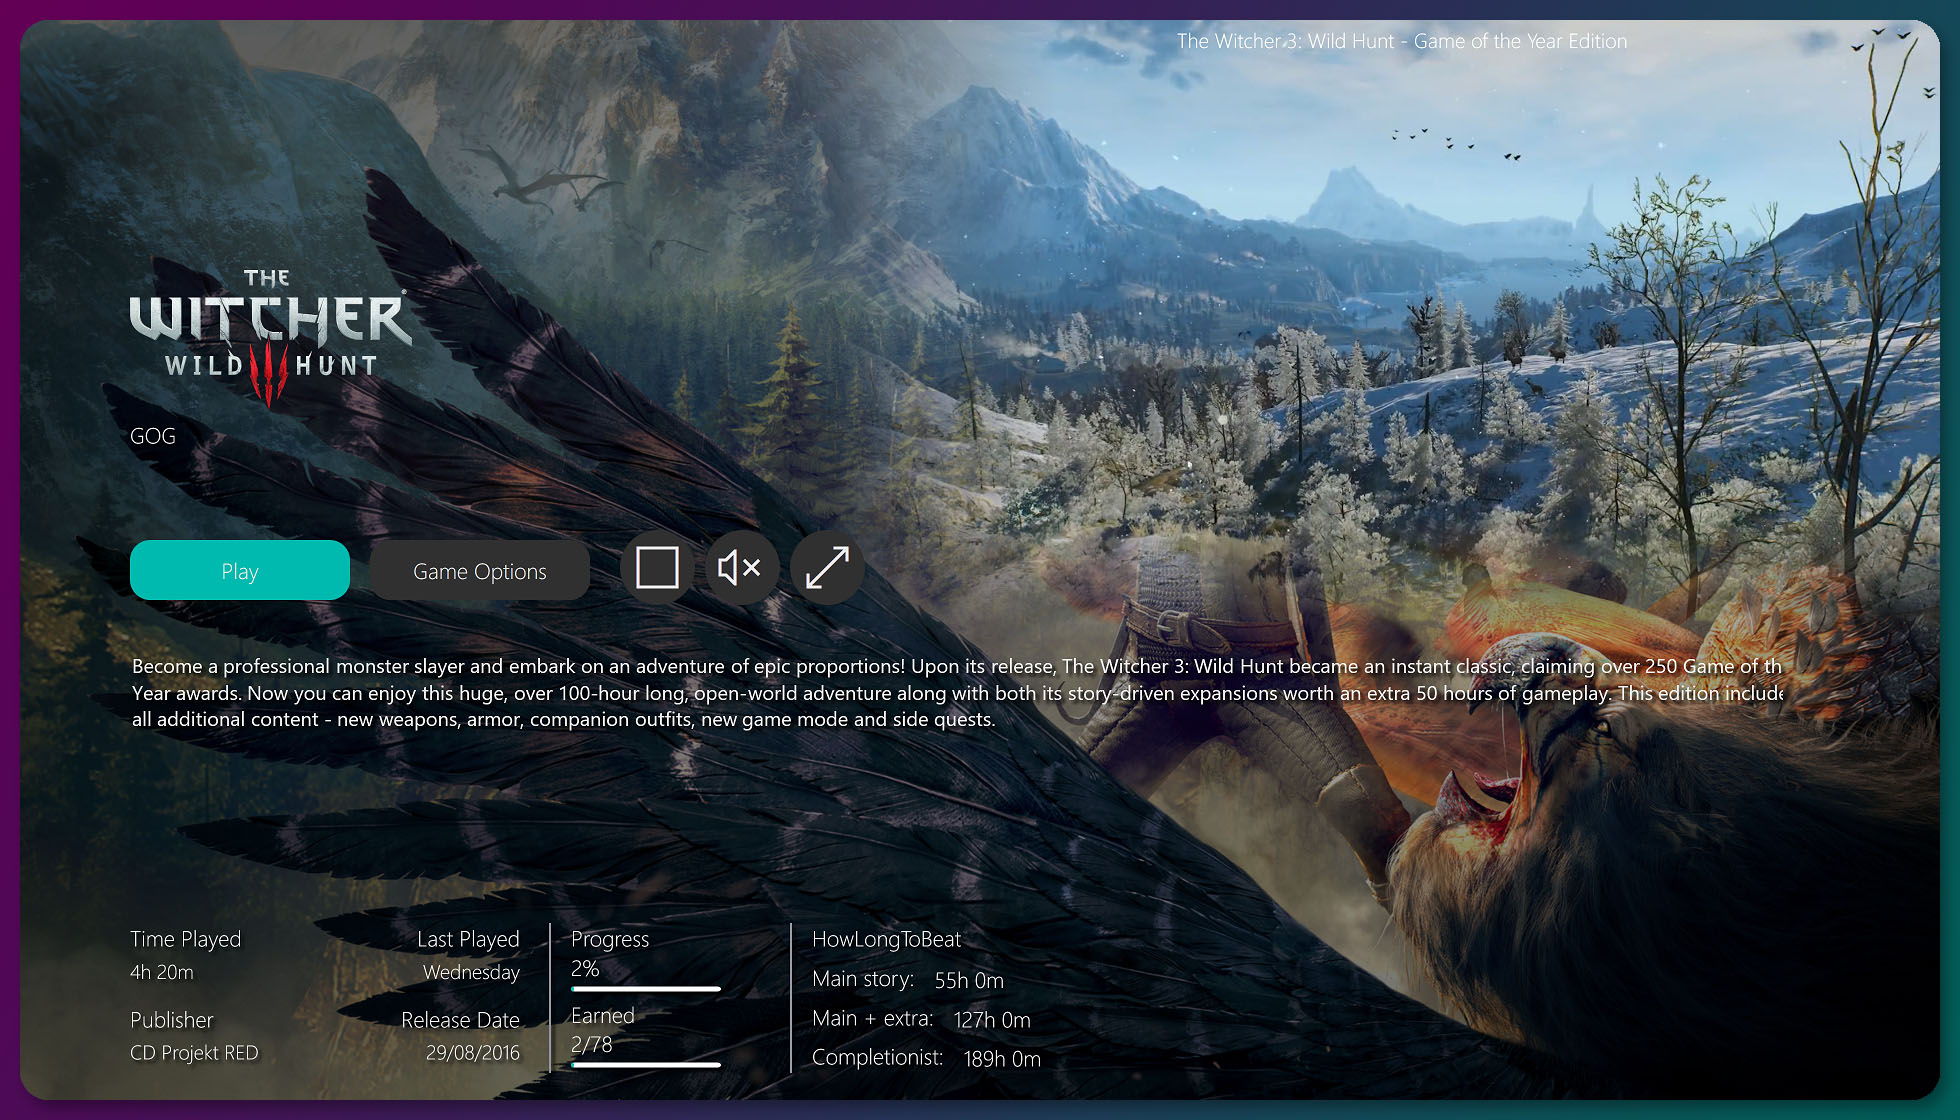 The Witcher 3: Wild Hunt - Game of the Year Edition
THE
WITCHER
WILD III HUNT
GOG
Play
Game Options
Become a professional monster slayer and embark on an adventure of epic proportions! Upon its release, The Witcher 3: Wild Hunt became an instant classic, claiming over 250 Game of th
Year awards. Now you can enjoy this huge, over 100-hour long, open-world adventure along with both its story-driven expansions worth an extra 50 hours of gameplay. This edition include
all additional content - new weapons, armor, companion outfits, new game mode and side quests.
Time Played
4h 20m
Last Played
Wednesday
Publisher
CD Projekt RED
Release Date
29/08/2016
Progress
2%
Earned
2/78
HowLongToBeat
Main story: 55h 0m
Main + extra: 127h 0m
Completionist: 189h 0m